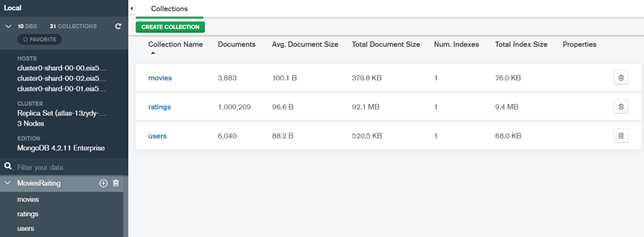 Local
10 DBS 31 COLLECTIONS
FAVORITE
HOSTS
cluster0-shard-00-00.eia5...
cluster0-shard-00-02.eia5...
cluster0-shard-00-01.eia5...
CLUSTER
Replica Set (atlas-13zydy-...
3 Nodes
EDITION
MongoDB 4.2.11 Enterprise
Filter your data
MoviesRaiting
movies
ratings
users
Collections
CREATE COLLECTION
Collection Name Documents Avg. Document Size Total Document Size Num. Indexes Total Index Size Properties
movies 3,883 100.1 B 379.8 KB 1 76.0 KB
ratings 1,000,209 96.6 B 92.1 MB 1 9.4 MB
users 6,040 88.2 B 520.5 KB 1 68.0 KB